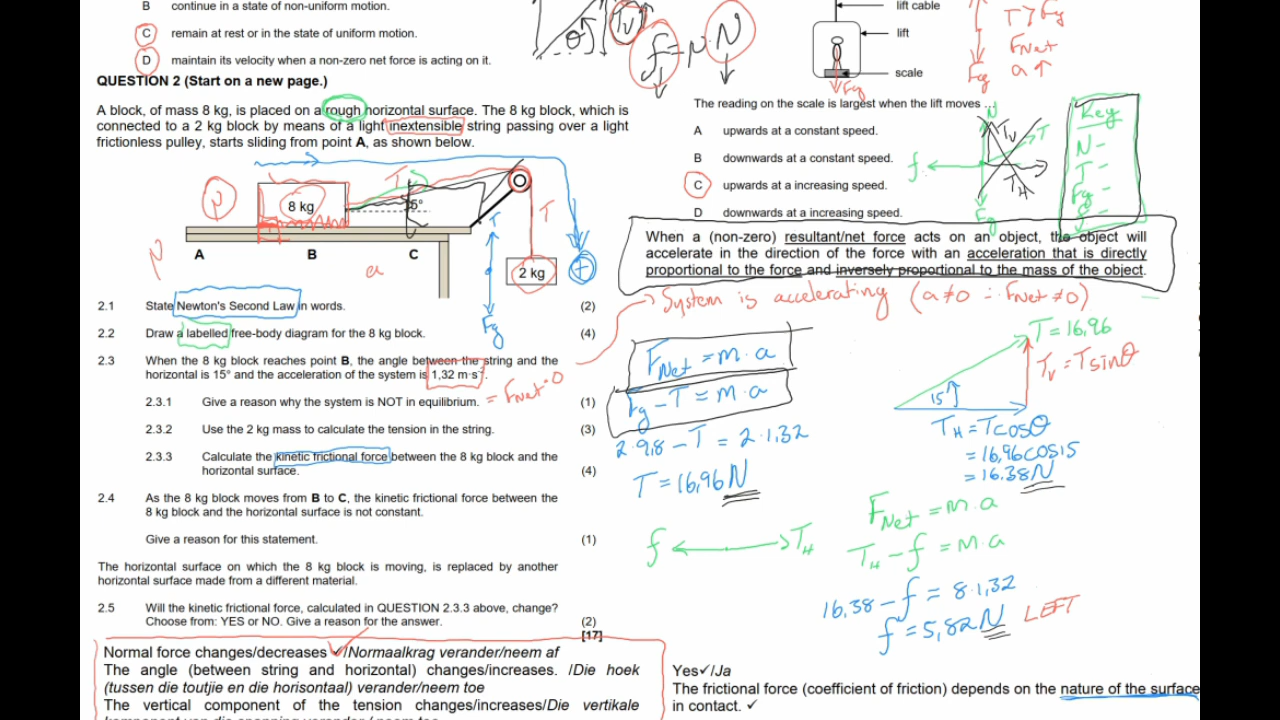 B continue in a state of non-uniform motion.
C remain at rest or in the state of uniform motion.
D maintain its velocity when a non-zero net force is acting on it.
QUESTION 2 (Start on a new page.)
A block, of mass 8 kg, is placed on a rough horizontal surface. The 8 kg block, which is
connected to a 2 kg block by means of a light inextensible string passing over a light
frictionless pulley, starts sliding from point A, as shown below.
N
8 kg
T
5°
T
T
2 kg
+
N
A
B
C
a
Fg
2.1 State Newton's Second Law in words. (2)
2.2 Draw a labelled free-body diagram for the 8 kg block. (4)
2.3 When the 8 kg block reaches point B, the angle between the string and the
horizontal is 15° and the acceleration of the system is 1,32 m·s⁻².
2.3.1 Give a reason why the system is NOT in equilibrium. (1)
= FNet ≠ 0
2.3.2 Use the 2 kg mass to calculate the tension in the string. (3)
2.3.3 Calculate the kinetic frictional force between the 8 kg block and the
horizontal surface. (4)
2.4 As the 8 kg block moves from B to C, the kinetic frictional force between the
8 kg block and the horizontal surface is not constant.
Give a reason for this statement. (1)
The horizontal surface on which the 8 kg block is moving, is replaced by another
horizontal surface made from a different material.
2.5 Will the kinetic frictional force, calculated in QUESTION 2.3.3 above, change?
Choose from: YES or NO. Give a reason for the answer. (2)
[17]
Normal force changes/decreases ✓/Normaalkrag verander/neem af
The angle (between string and horizontal) changes/increases. /Die hoek
(tussen die toutjie en die horisontaal) verander/neem toe
The vertical component of the tension changes/increases/Die vertikale
θ
Tv
f = μ·N
lift cable
lift
scale
Fg
T > Fg
FNet
a ↑
Fg
The reading on the scale is largest when the lift moves ...
A upwards at a constant speed.
B downwards at a constant speed.
C upwards at a increasing speed.
D downwards at a increasing speed.
N
Tv
T
f
TH
Fg
Key
N -
T -
Fg -
f -
When a (non-zero) resultant/net force acts on an object, the object will
accelerate in the direction of the force with an acceleration that is directly
proportional to the force and inversely proportional to the mass of the object.
System is accelerating (a≠0 ∴ FNet ≠0)
FNet = m·a
Fg - T = m·a
2·9,8 - T = 2·1,32
T = 16,96N
T = 16,96
Tv = Tsinθ
15°
TH = Tcosθ
= 16,96cos15
= 16.38N
f
TH
FNet = m·a
TH - f = m·a
16,38 - f = 8·1,32
f = 5,82N LEFT
Yes✓/Ja
The frictional force (coefficient of friction) depends on the nature of the surface
in contact. ✓